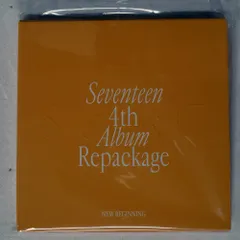 Seventeen
4th
Album
Repackage
NEW BEGINNING